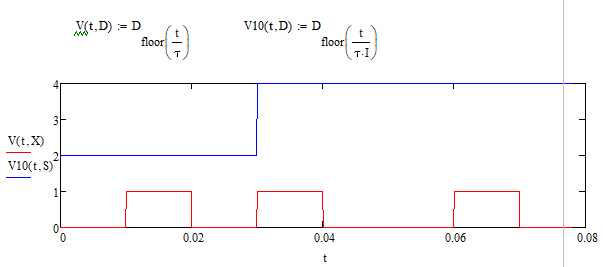 V(t,D) := D floor(t/τ) V10(t,D) := D floor(t/(τ·I))
4
3
V(t,X)
V10(t,S)
2
1
0
0 0.02 0.04 0.06 0.08
t